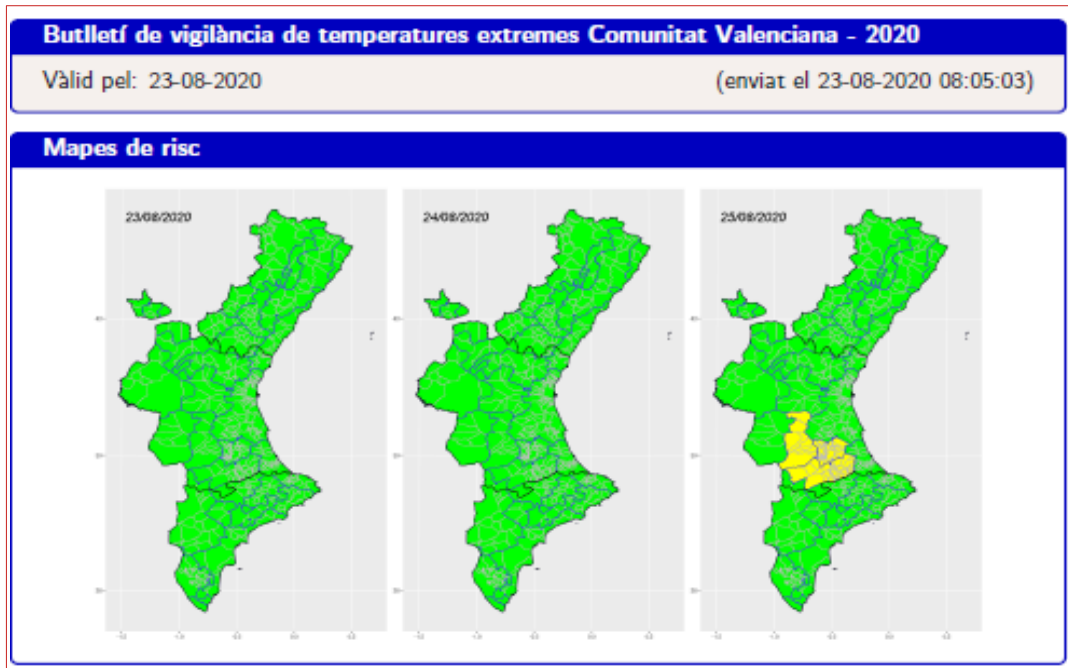 Butlletí de vigilància de temperatures extremes Comunitat Valenciana - 2020
Vàlid pel: 23-08-2020 (enviat el 23-08-2020 08:05:03)
Mapes de risc
23/08/2020 24/08/2020 25/08/2020
r r r